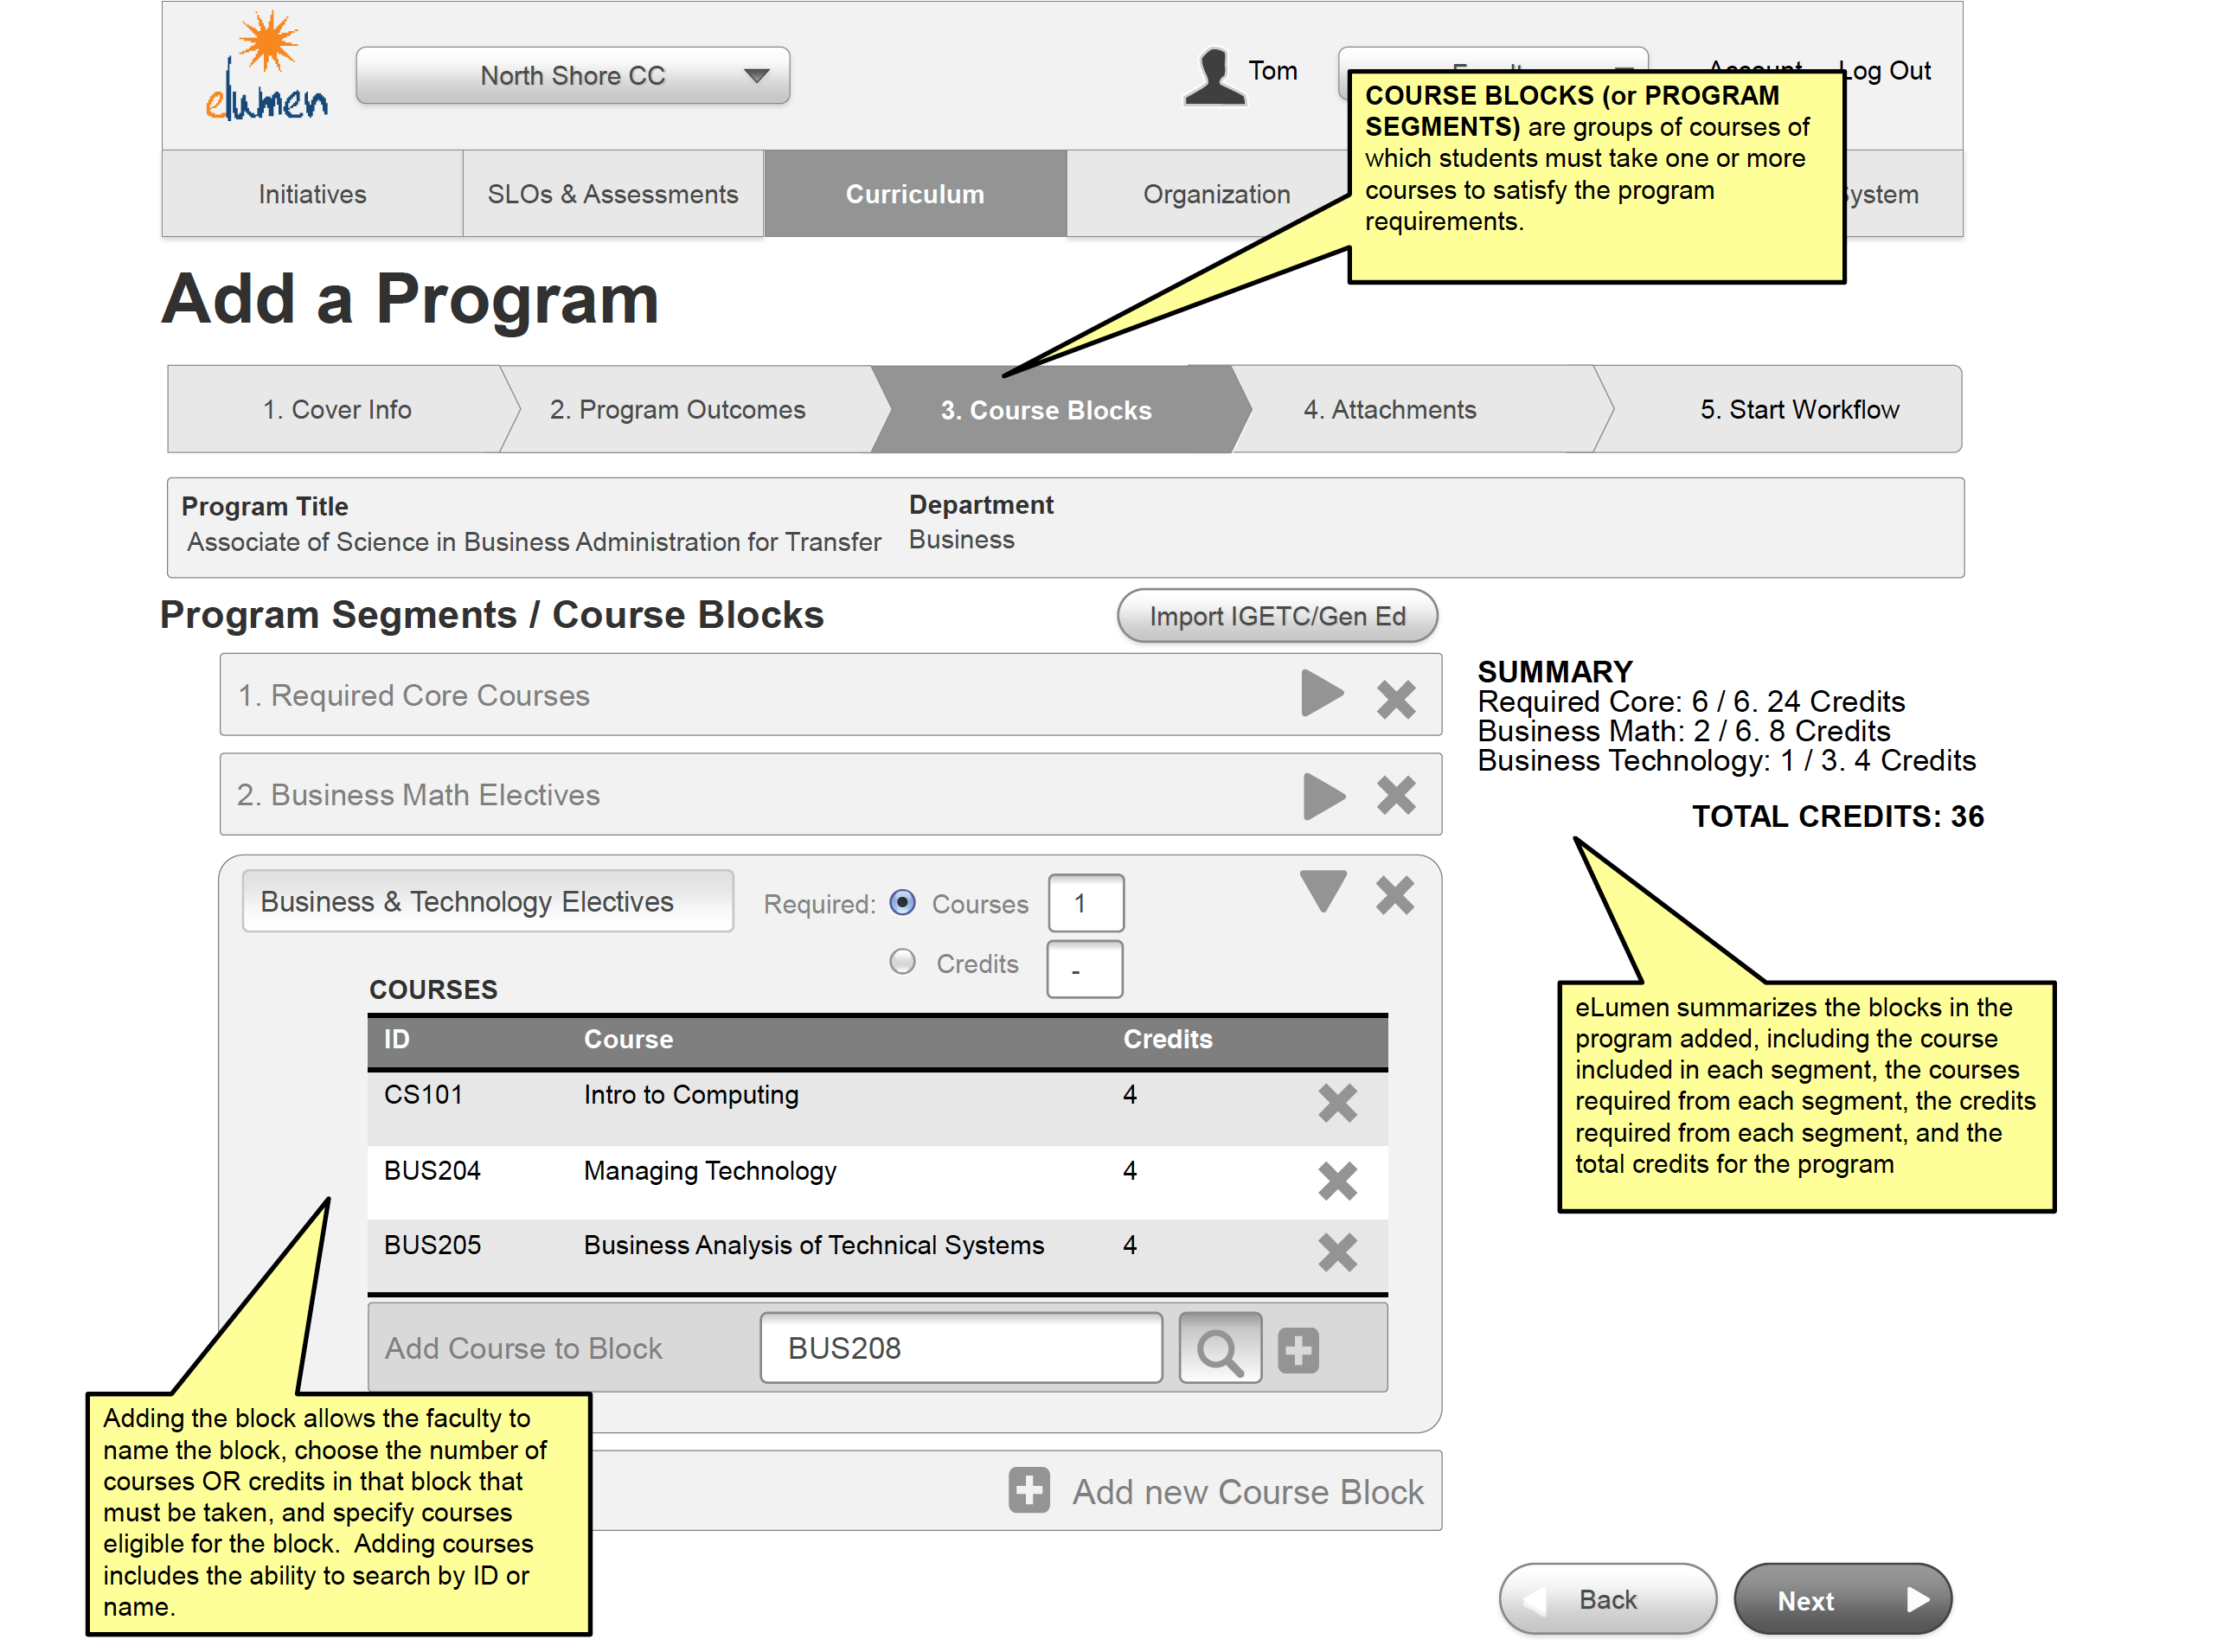 eLumen
North Shore CC
Tom
Log Out
COURSE BLOCKS (or PROGRAM
SEGMENTS) are groups of courses of
which students must take one or more
courses to satisfy the program
requirements.
Initiatives
SLOs & Assessments
Curriculum
Organization
System
Add a Program
1. Cover Info
2. Program Outcomes
3. Course Blocks
4. Attachments
5. Start Workflow
Program Title
Associate of Science in Business Administration for Transfer
Department
Business
Program Segments / Course Blocks
Import IGETC/Gen Ed
1. Required Core Courses
2. Business Math Electives
SUMMARY
Required Core: 6 / 6. 24 Credits
Business Math: 2 / 6. 8 Credits
Business Technology: 1 / 3. 4 Credits
TOTAL CREDITS: 36
Business & Technology Electives
Required: Courses 1
Credits -
COURSES
ID Course Credits
CS101 Intro to Computing 4
BUS204 Managing Technology 4
BUS205 Business Analysis of Technical Systems 4
Add Course to Block BUS208
eLumen summarizes the blocks in the
program added, including the course
included in each segment, the courses
required from each segment, the credits
required from each segment, and the
total credits for the program
Adding the block allows the faculty to
name the block, choose the number of
courses OR credits in that block that
must be taken, and specify courses
eligible for the block.  Adding courses
includes the ability to search by ID or
name.
Add new Course Block
Back
Next